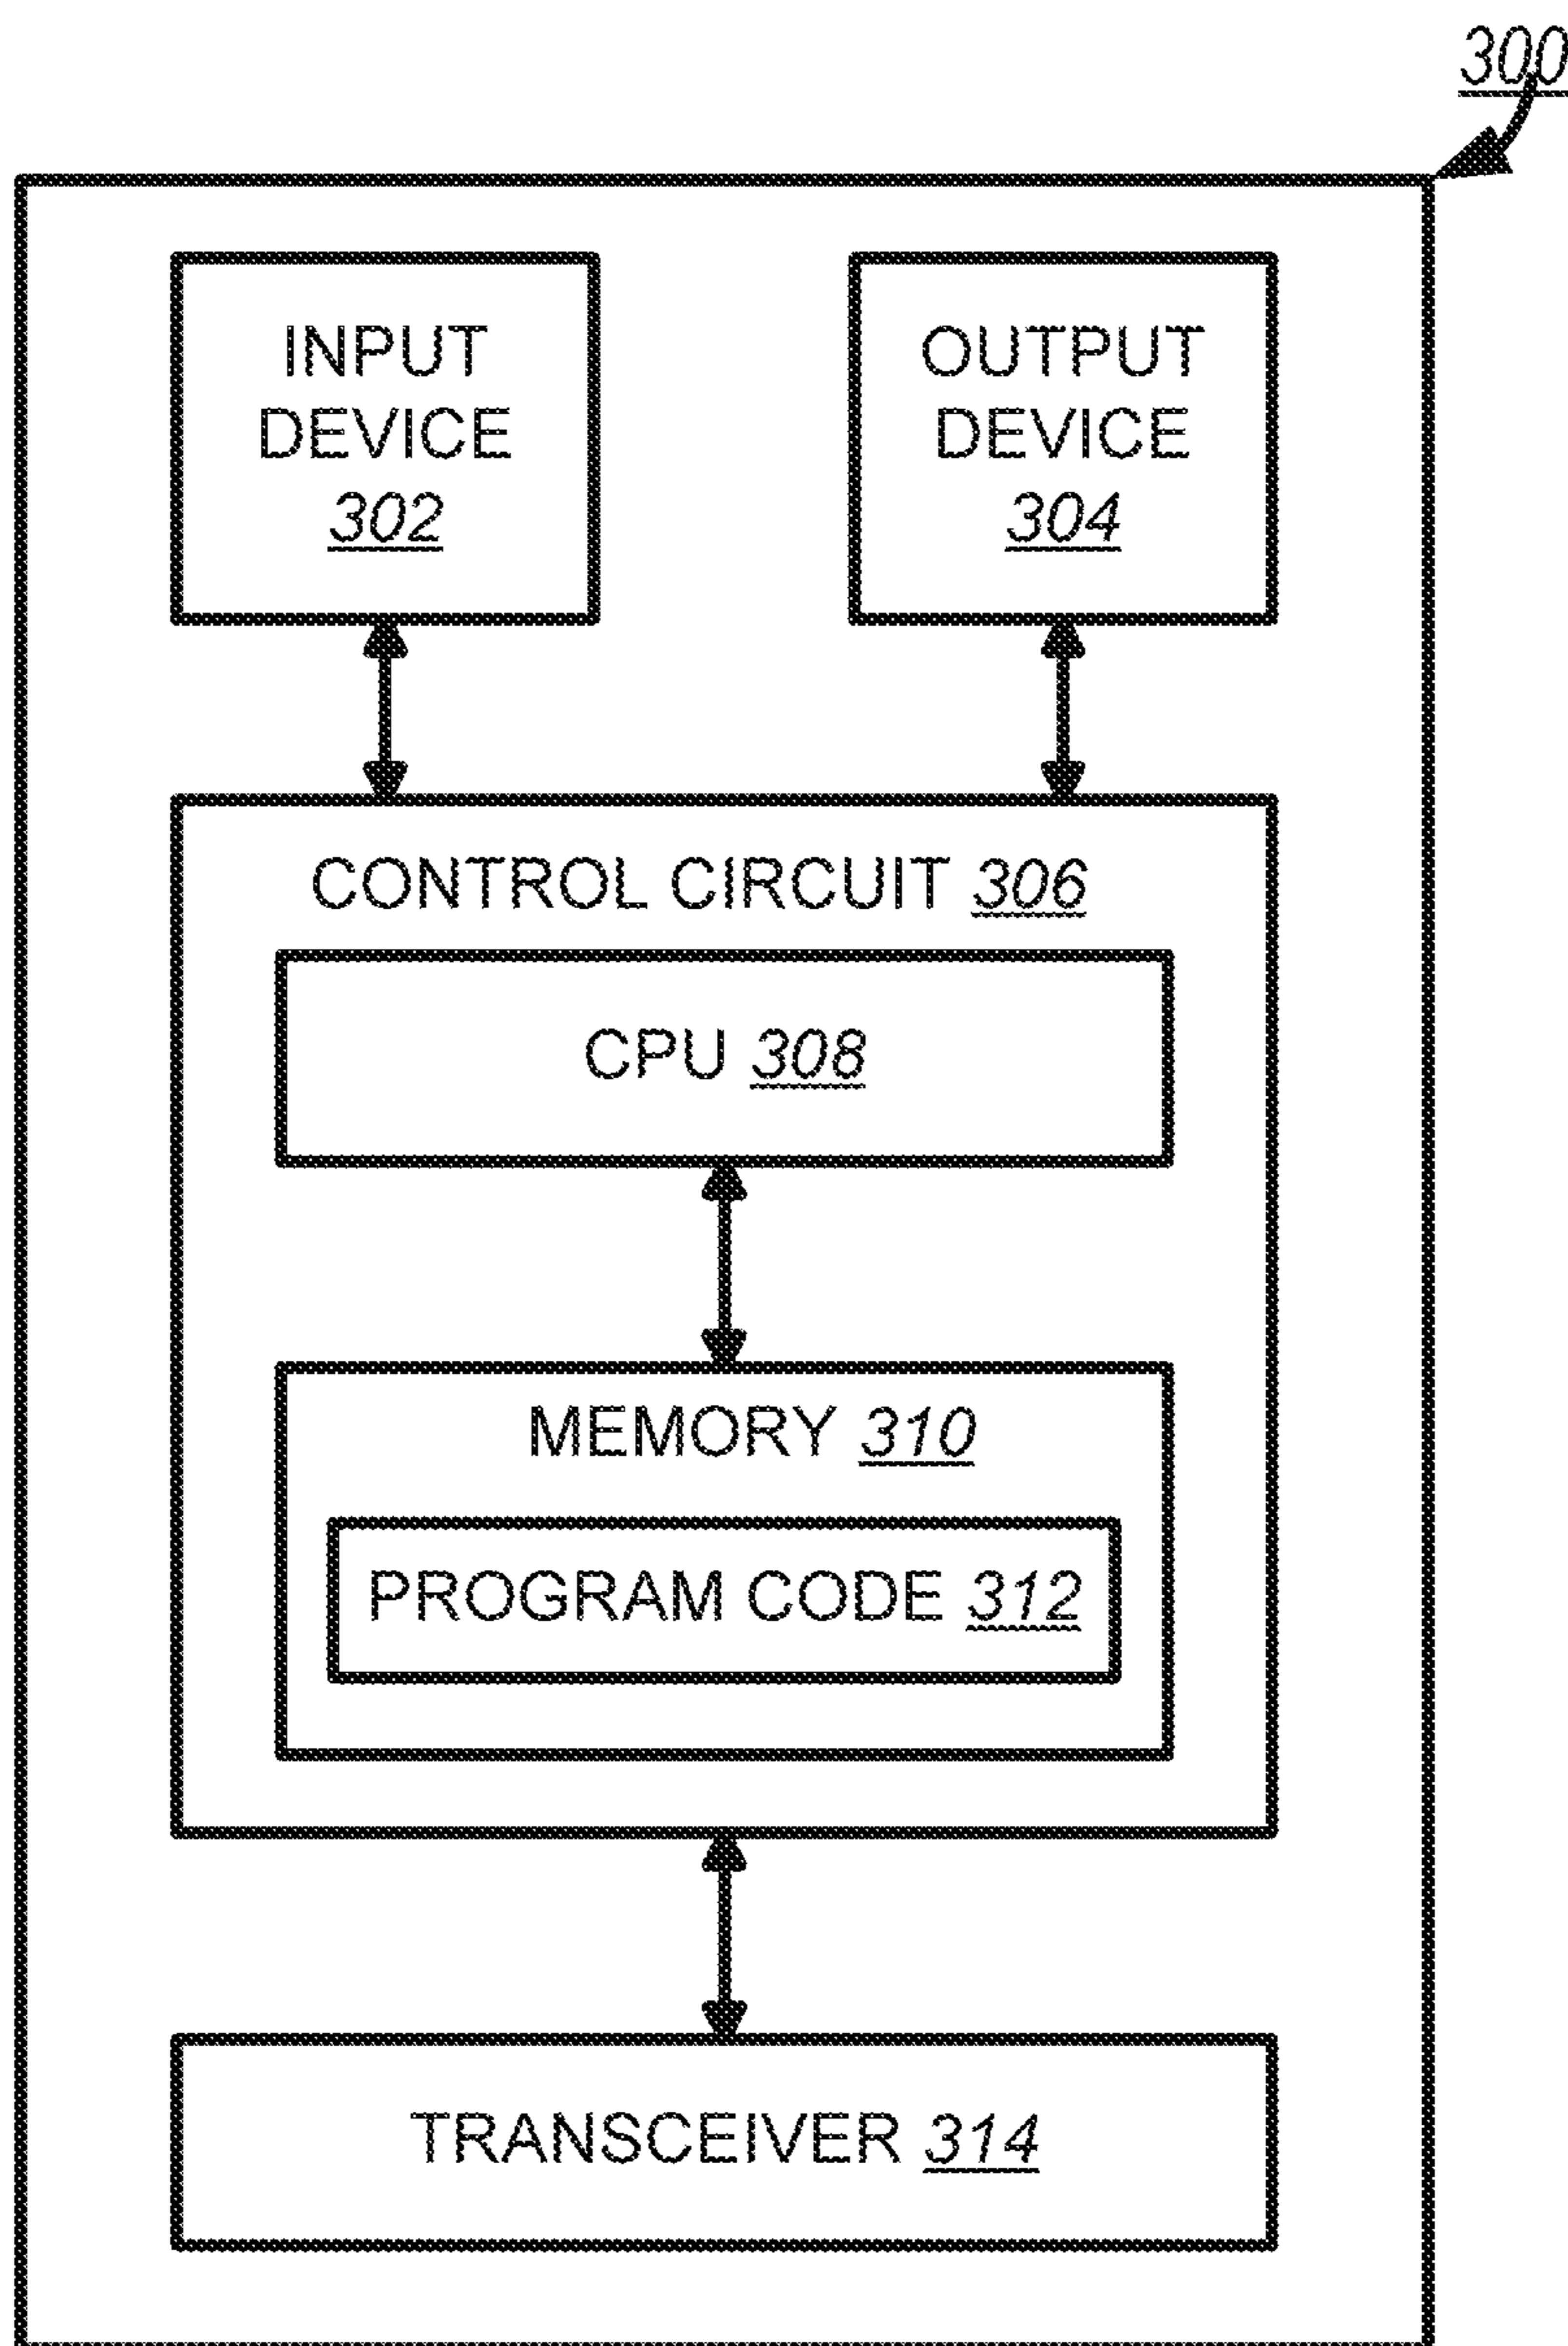 300
INPUT
DEVICE
302
OUTPUT
DEVICE
304
CONTROL CIRCUIT 306
CPU 308
MEMORY 310
PROGRAM CODE 312
TRANSCEIVER 314